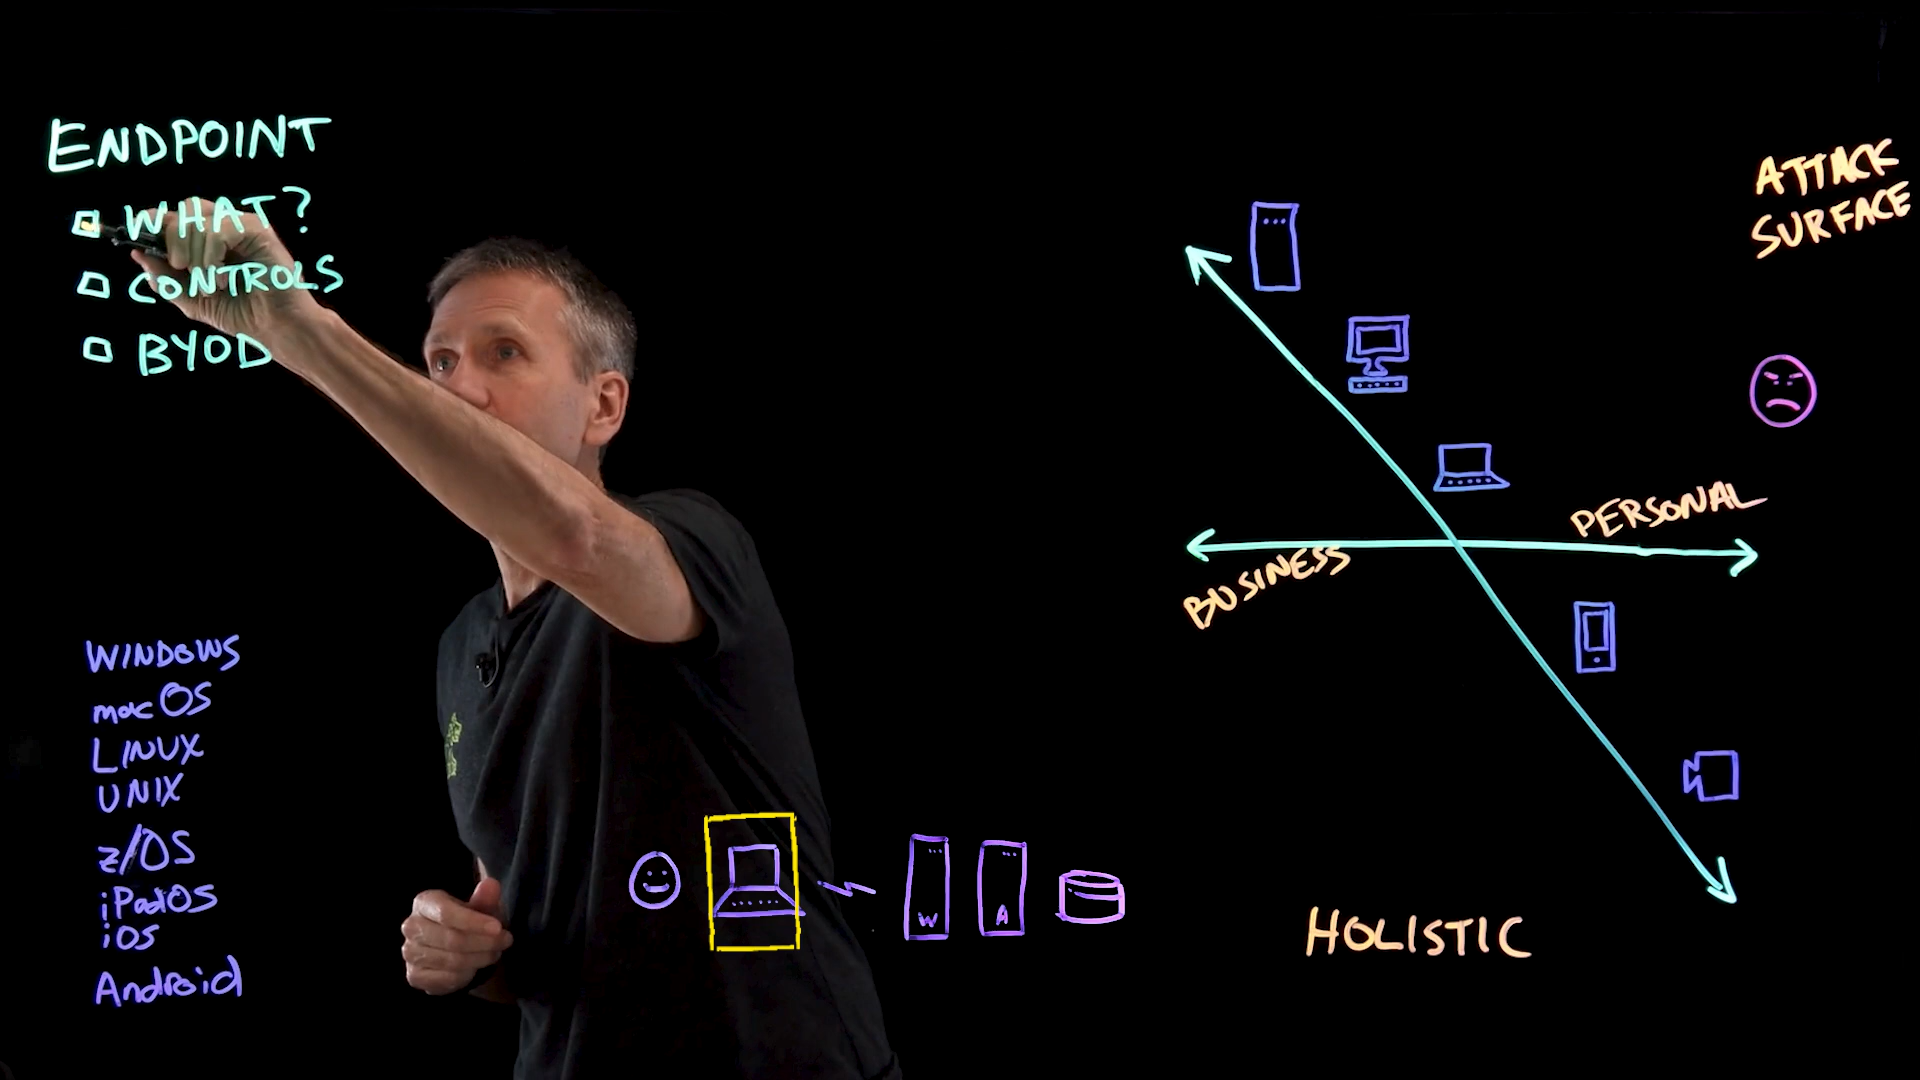 ENDPOINT
WHAT?
CONTROLS
BYOD
WINDOWS
macOS
LINUX
UNIX
z/OS
iPadOS
iOS
Android
W
A
ATTACK
SURFACE
PERSONAL
BUSINESS
HOLISTIC